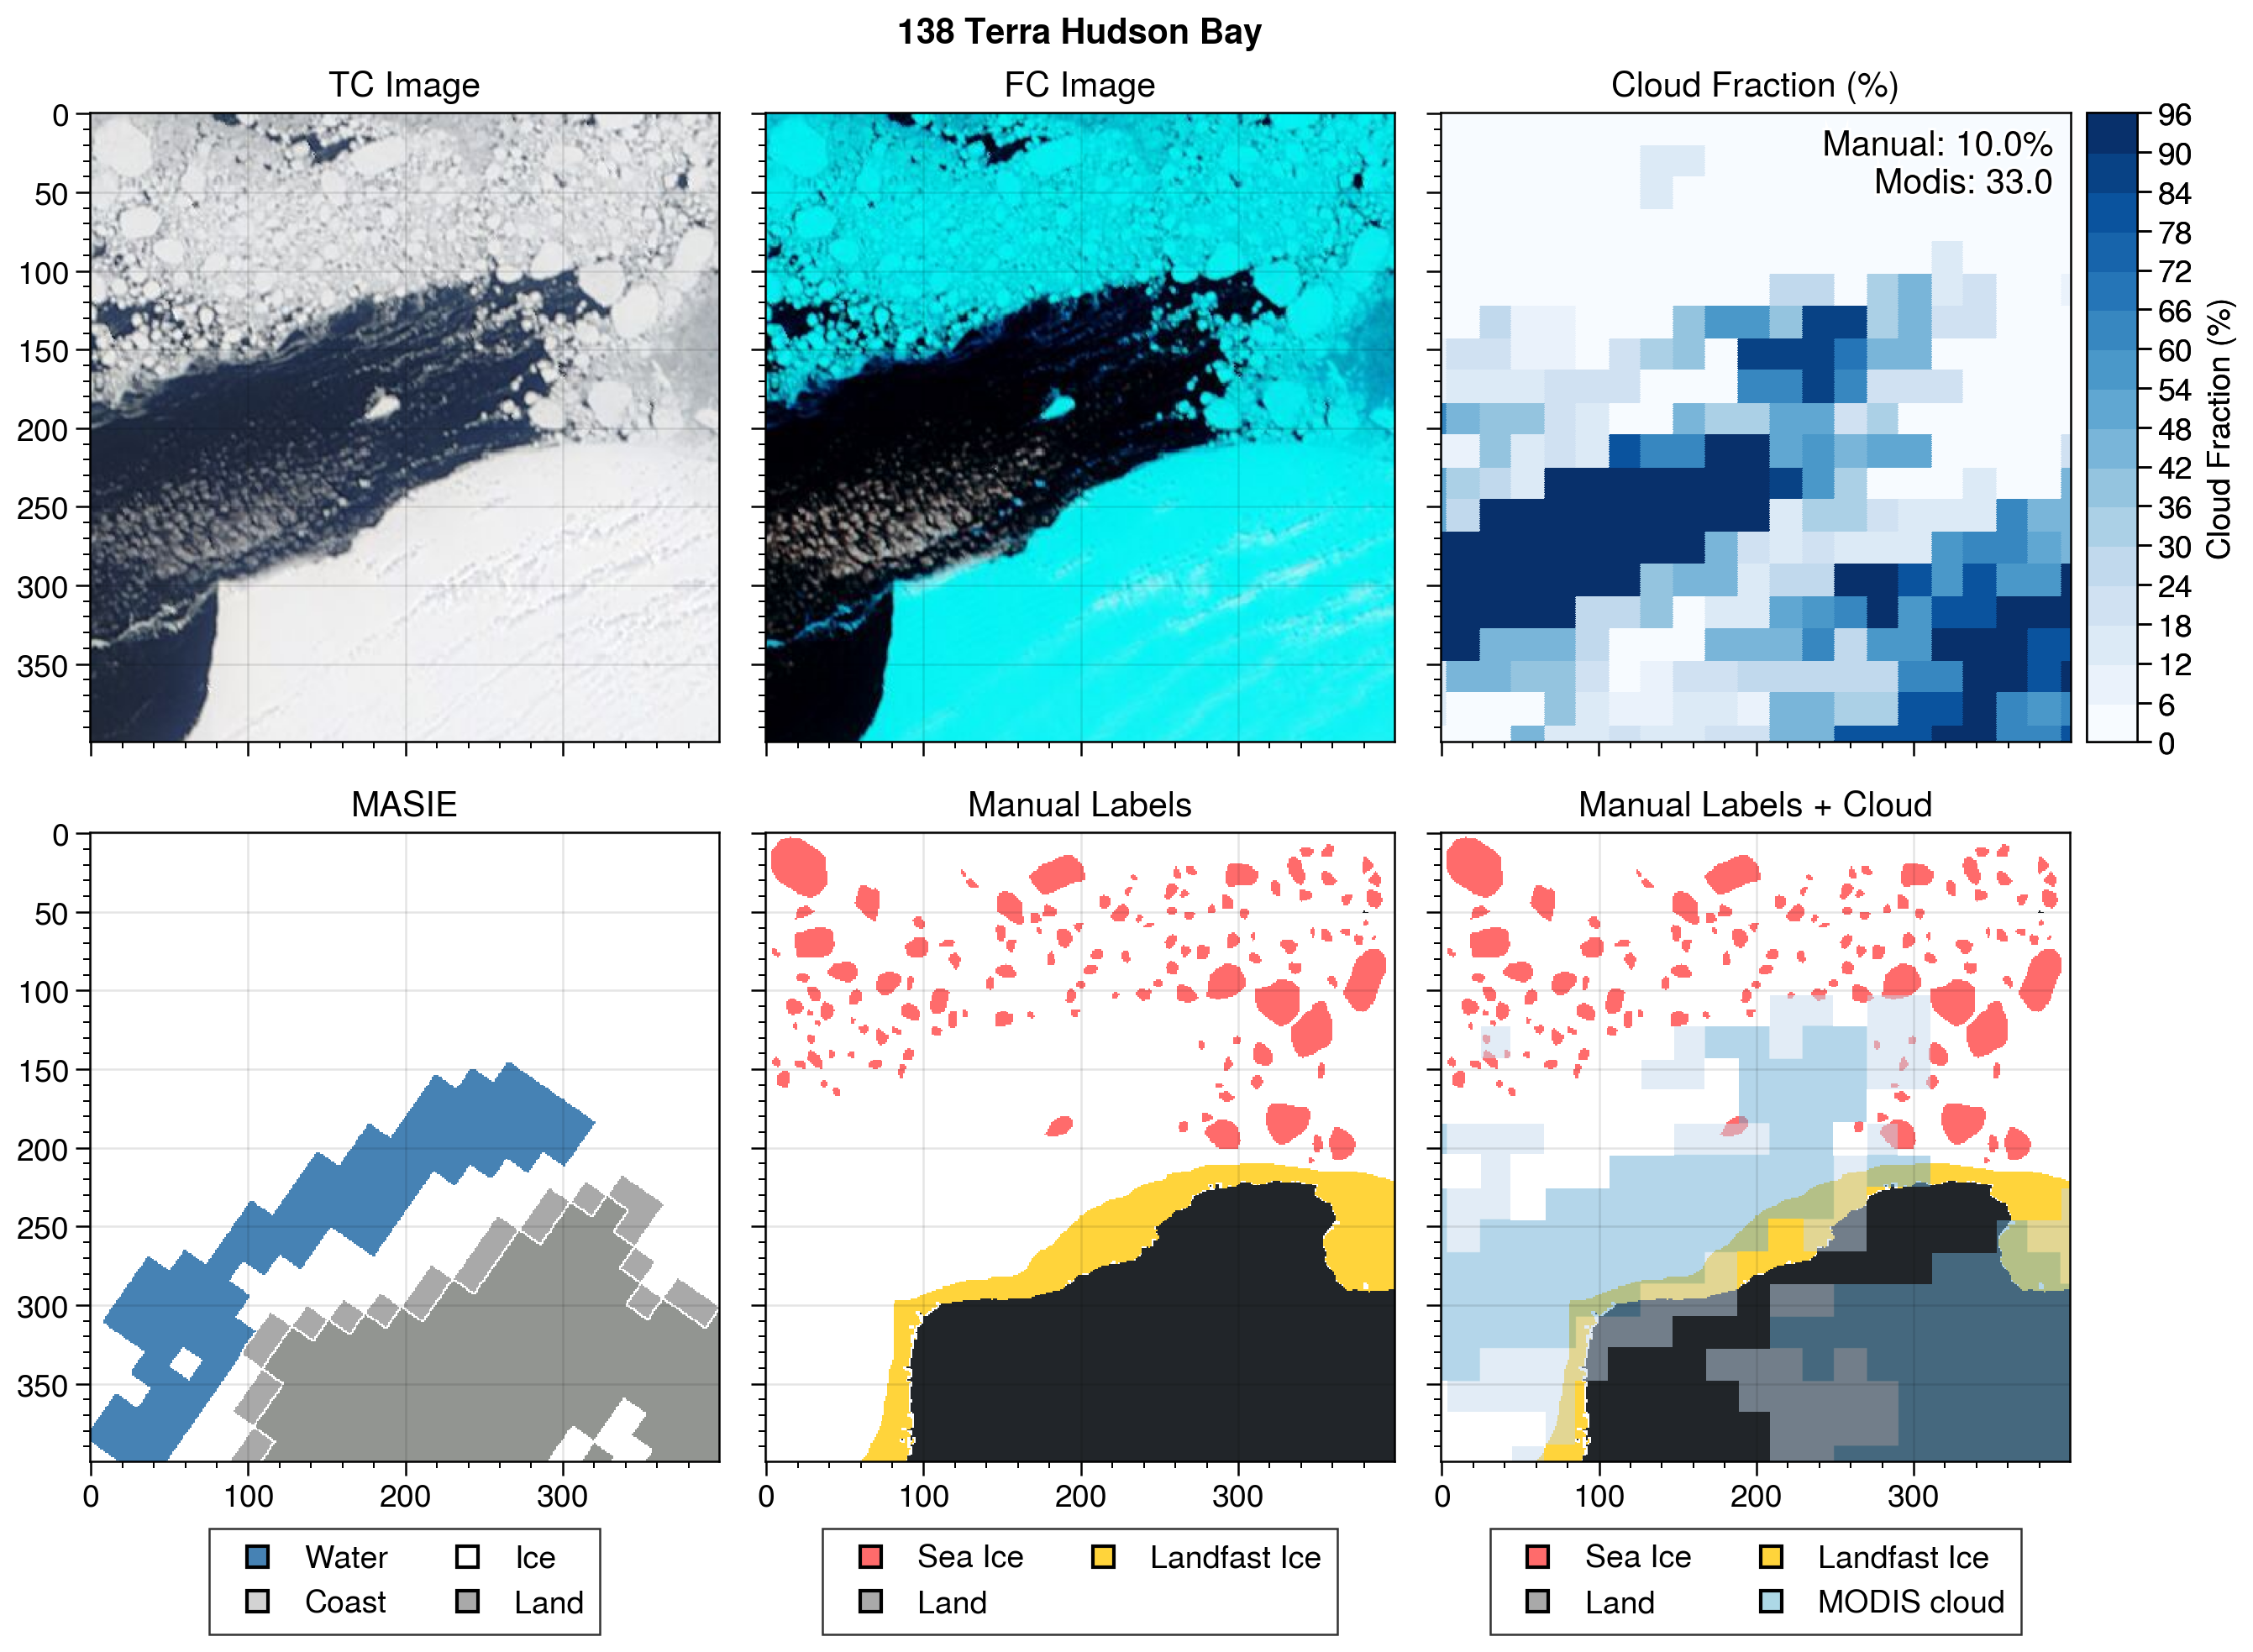 138 Terra Hudson Bay
TC Image
FC Image
Cloud Fraction (%)
0
50
100
150
200
250
300
350
Manual: 10.0%
Modis: 33.0
96
90
84
78
72
66
60
54
48
42
36
30
24
18
12
6
0
Cloud Fraction (%)
MASIE
Manual Labels
Manual Labels + Cloud
0
50
100
150
200
250
300
350
0 100 200 300
0 100 200 300
0 100 200 300
Water Ice
Coast Land
Sea Ice Landfast Ice
Land
Sea Ice Landfast Ice
Land MODIS cloud